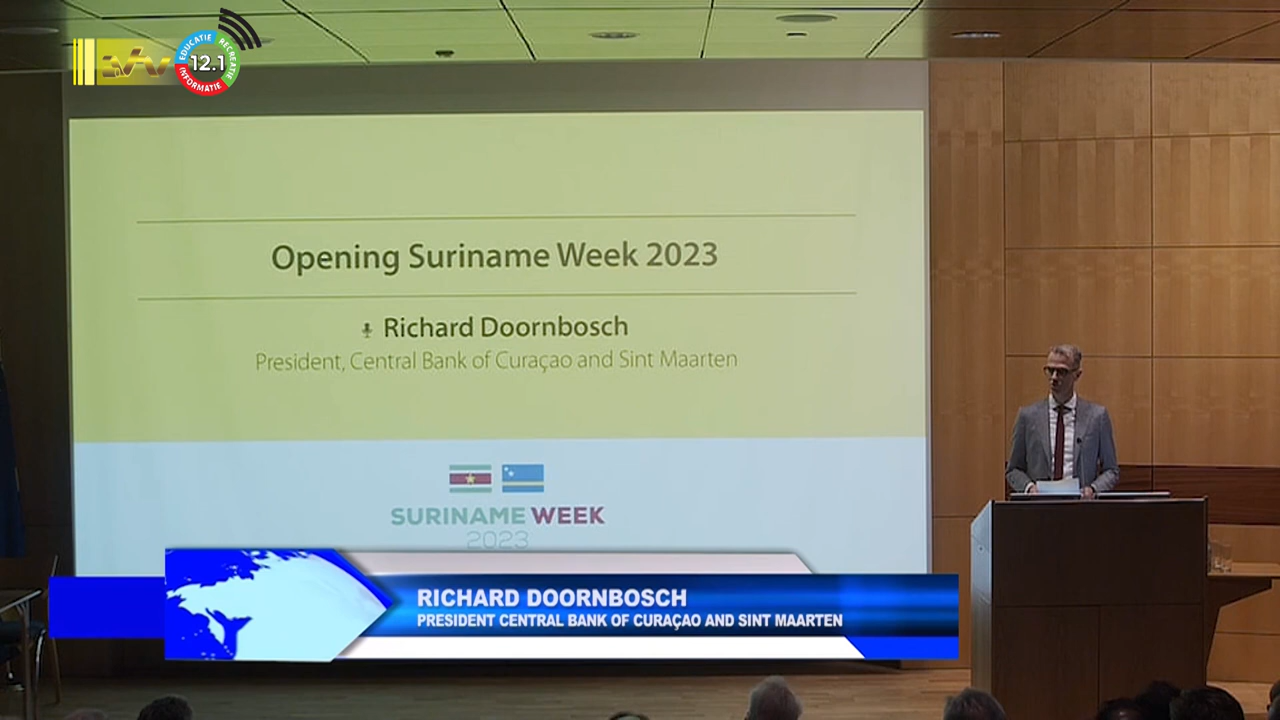 EDUCATIE
RECREATIE
12.1
INFORMATIE
Opening Suriname Week 2023
Richard Doornbosch
President, Central Bank of Curaçao and Sint Maarten
SURINAME WEEK
2023
RICHARD DOORNBOSCH
PRESIDENT CENTRAL BANK OF CURAÇAO AND SINT MAARTEN